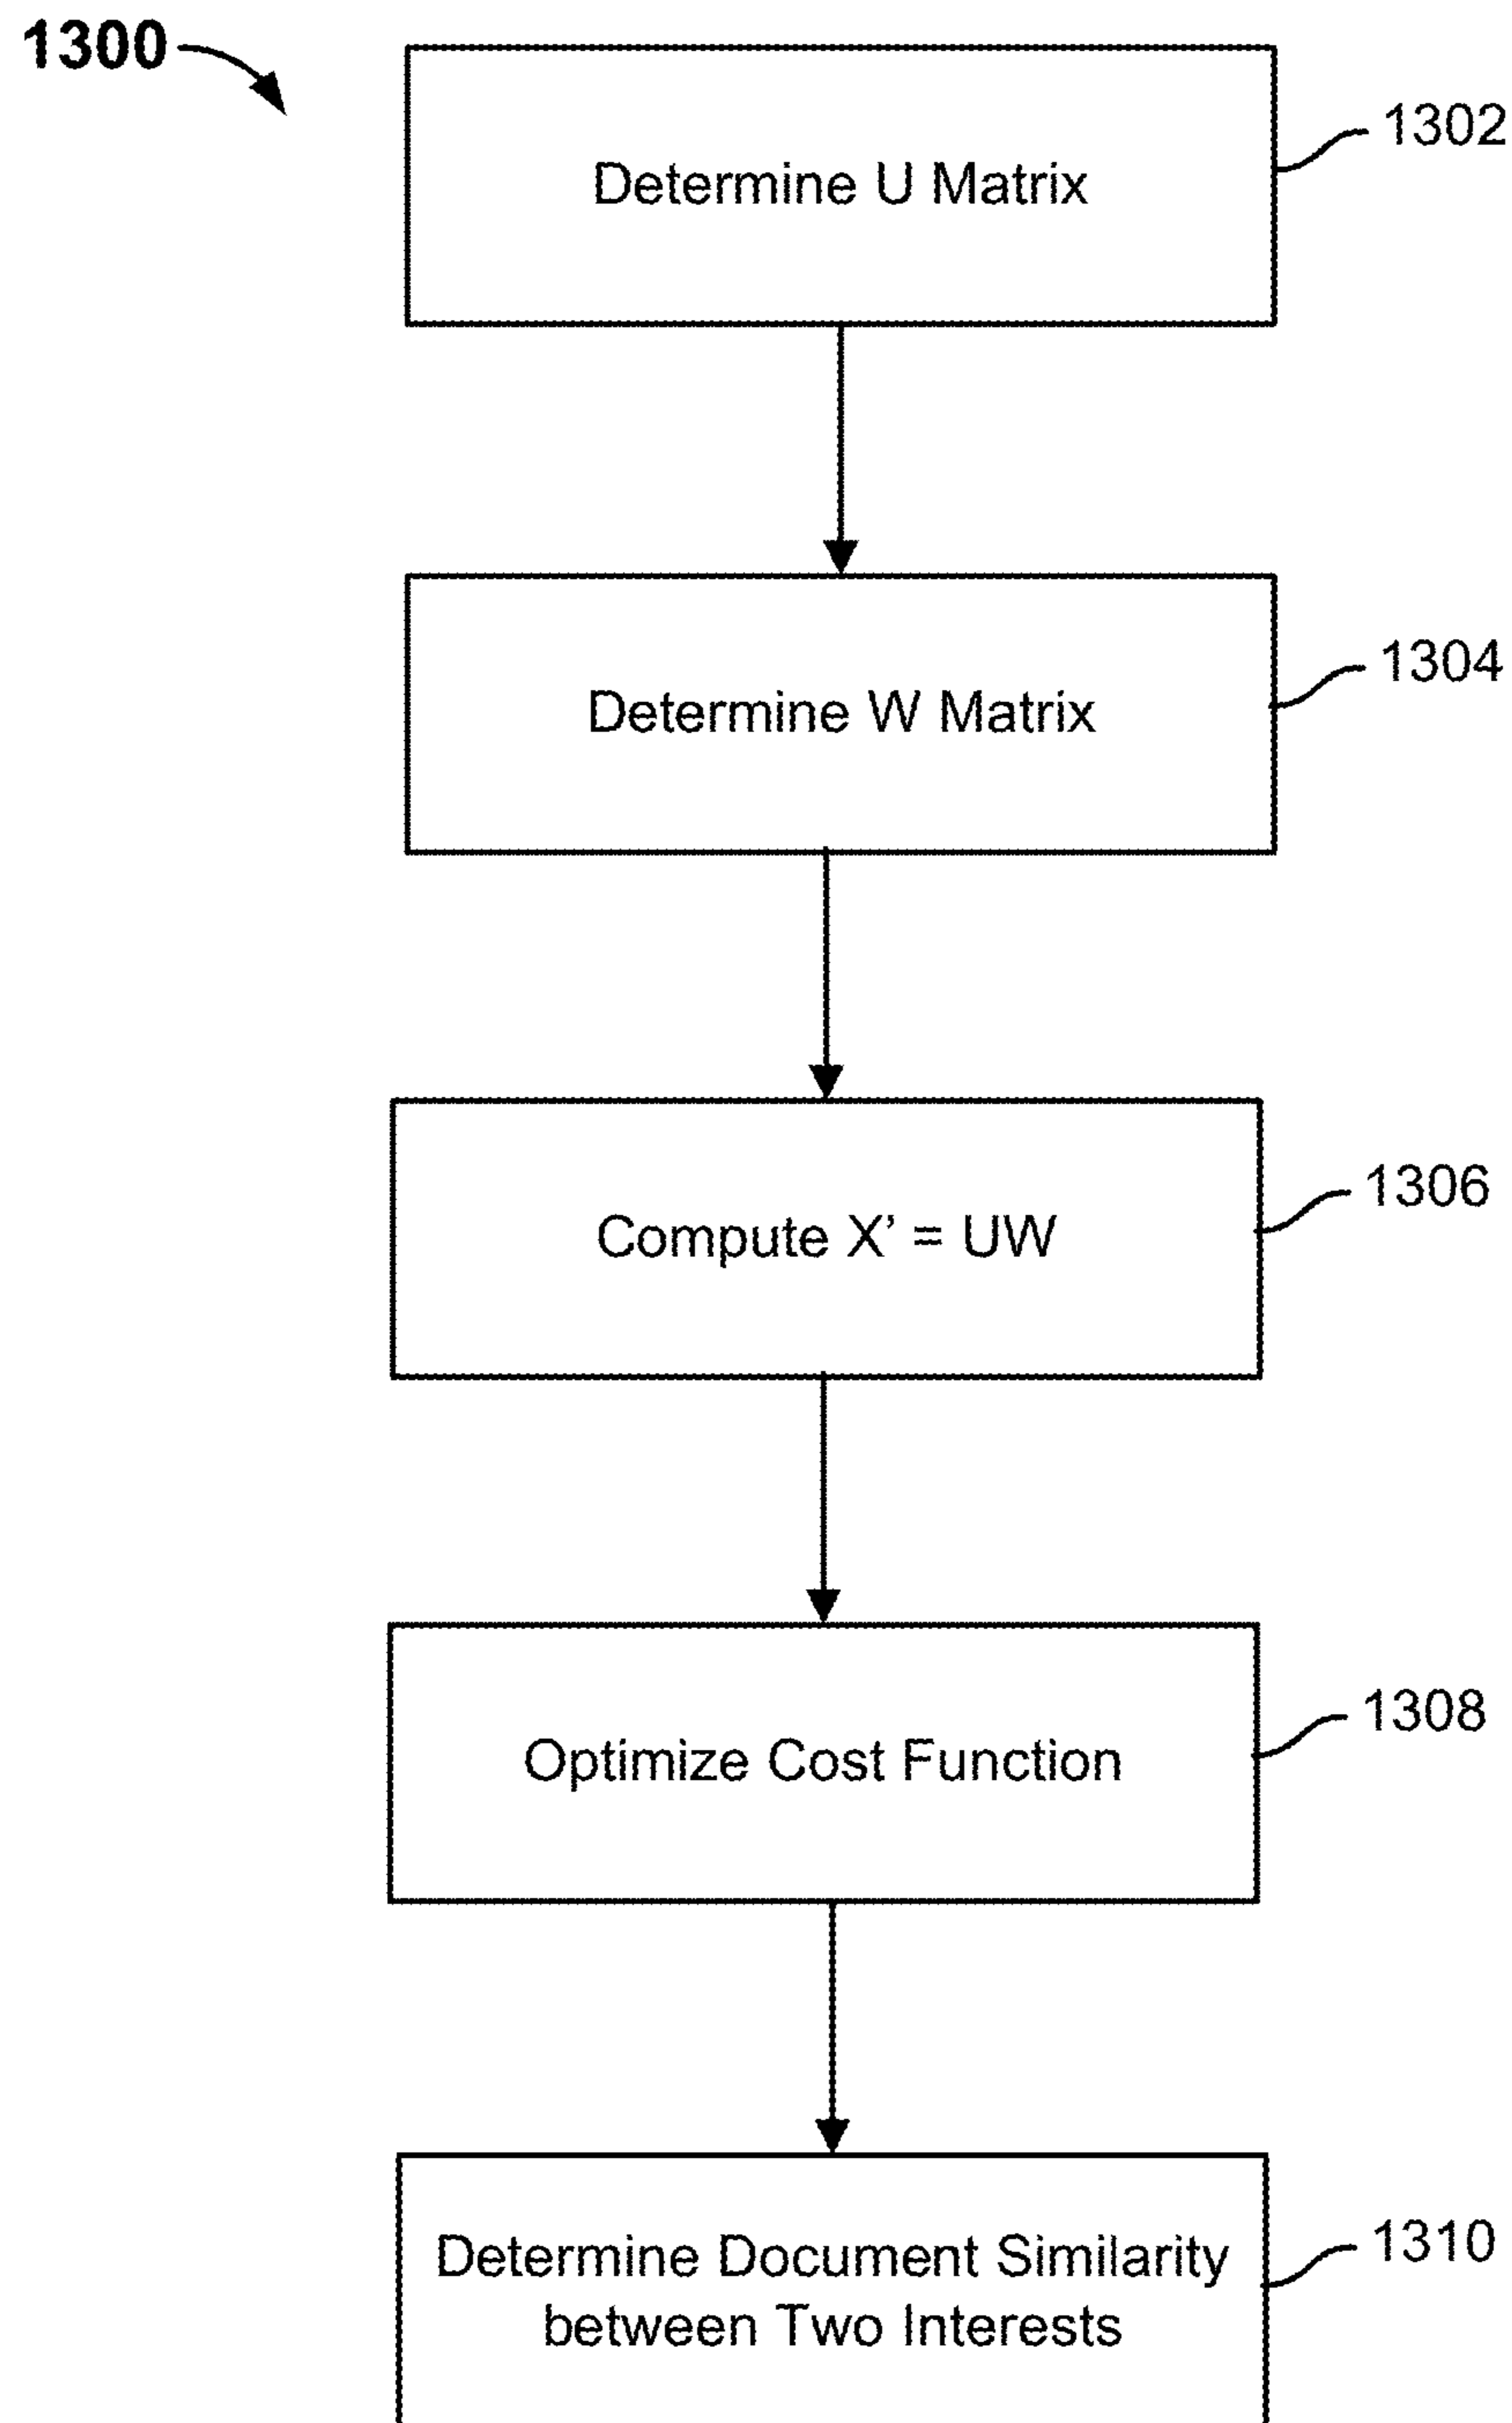 1300
1302
Determine U Matrix
1304
Determine W Matrix
1306
Compute X’ = UW
1308
Optimize Cost Function
1310
Determine Document Similarity
between Two Interests